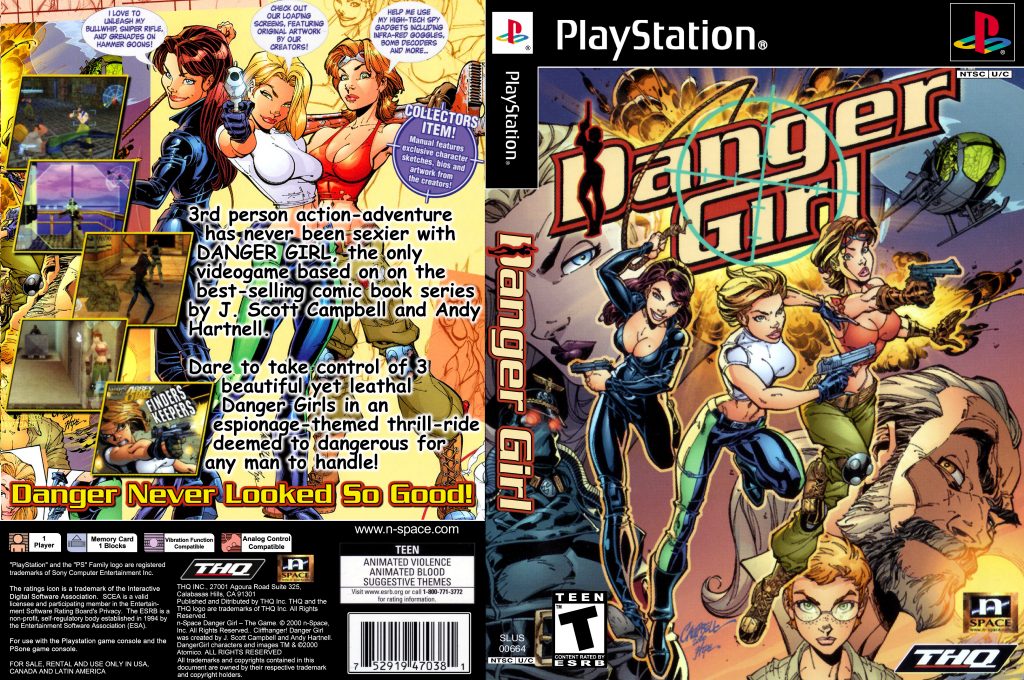 I LOVE TO
UNLEASH MY
BULLWHIP, SNIPER RIFLE,
AND GRENADES ON
HAMMER GOONS!
CHECK OUT
OUR LOADING
SCREENS, FEATURING
ORIGINAL ARTWORK
BY OUR
CREATORS!
HELP ME USE
MY HIGH-TECH SPY
GADGETS INCLUDING
INFRA-RED GOGGLES,
BOMB DECODERS
AND MORE...
COLLECTORS
ITEM!
Manual features
exclusive character
sketches, bios and
artwork from
the creators!
3rd person action-adventure
has never been sexier with
DANGER GIRL, the only
videogame based on on the
best-selling comic book series
by J. Scott Campbell and Andy
Hartnell.
Dare to take control of 3
beautiful yet leathal
Danger Girls in an
espionage-themed thrill-ride
deemed to dangerous for
any man to handle!
FINDERS
KEEPERS
Danger Never Looked So Good!
www.n-space.com
1
Player
Memory Card
1 Blocks
Vibration Function
Compatible
Analog Control
Compatible
"PlayStation" and the "PS" Family logo are registered
trademarks of Sony Computer Entertainment Inc.
The ratings icon is a trademark of the Interactive
Digital Software Association. SCEA is a valid
licensee and participating member in the Entertain-
ment Software Rating Board's Privacy. The ESRB is a
non-profit, self-regulatory body established in 1994 by
the Entertainment Software Association (ESA).
For use with the Playstation game console and the
PSone game console.
FOR SALE, RENTAL AND USE ONLY IN USA,
CANADA AND LATIN AMERICA
THQ
n
SPACE
THQ INC., 27001 Agoura Road Suite 325,
Calabasas Hills, CA 91301
Published and Ditributed by THQ Inc. THQ and the
THQ logo are trademarks of THQ Inc. All Rights
Reserved.
n-Space Danger Girl – The Game. © 2000 n-Space,
Inc. All Rights Reserved.. Cliffhanger! Danger Girl
was created by J. Scott Campbell and Andy Hartnell.
DangerGirl characters and images TM & ©2000
Atomico. ALL RIGHTS RESERVED
All trademarks and copyrights contained in this
document are owned by their respective trademark
and copyright holders.
TEEN
ANIMATED VIOLENCE
ANIMATED BLOOD
SUGGESTIVE THEMES
Visit www.esrb.org or call 1-800-771-3772
for rating information.
7 52919 47038 1
PlayStation®
Danger Girl
SLUS
00664
NTSC U/C
PlayStation®
NTSC U/C
Danger
Girl
TEEN
T
CONTENT RATED BY
ESRB
CAMPBELL
n
SPACE
www.n-space.com
THQ